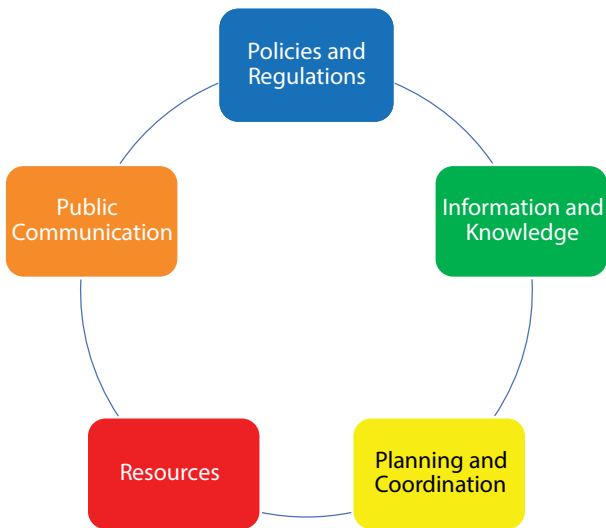 Policies and
Regulations
Information and
Knowledge
Planning and
Coordination
Resources
Public
Communication